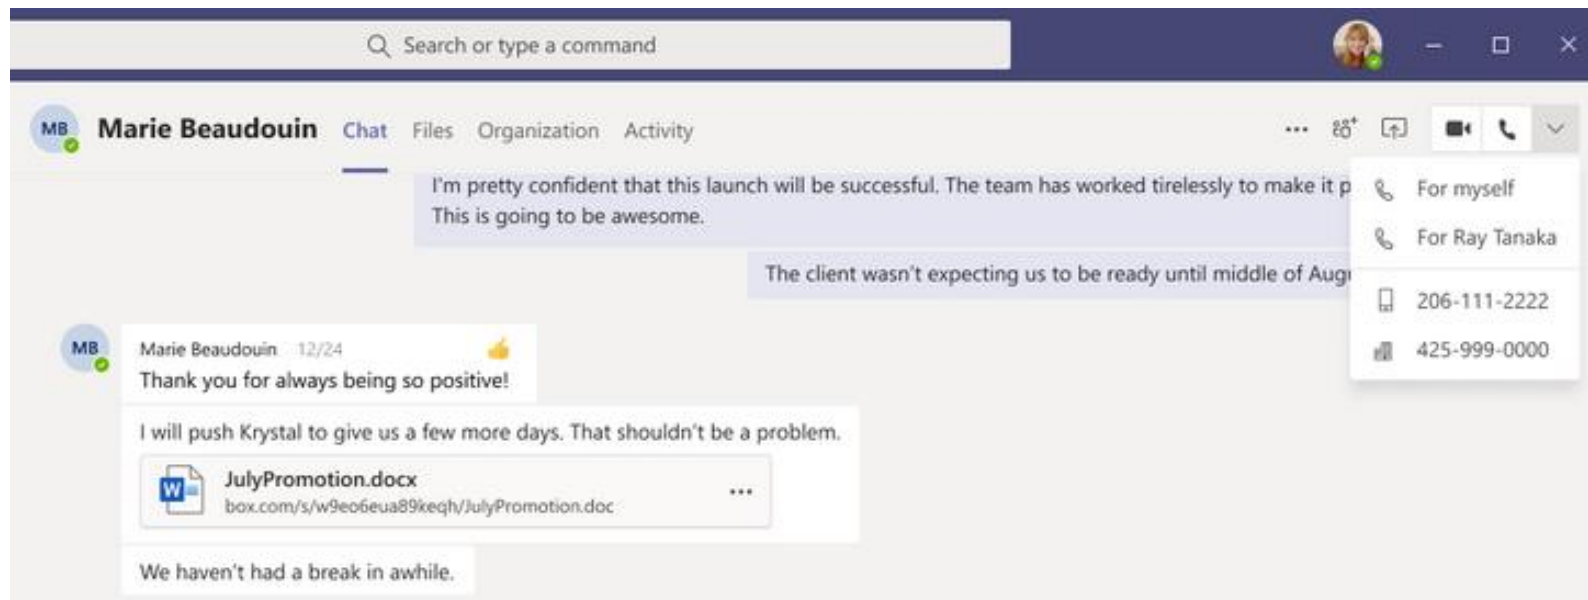 Search or type a command
MB Marie Beaudouin Chat Files Organization Activity
I'm pretty confident that this launch will be successful. The team has worked tirelessly to make it p
This is going to be awesome.
The client wasn't expecting us to be ready until middle of Augu
For myself
For Ray Tanaka
206-111-2222
425-999-0000
MB
Marie Beaudouin 12/24
Thank you for always being so positive!
I will push Krystal to give us a few more days. That shouldn't be a problem.
W
JulyPromotion.docx
box.com/s/w9eo6eua89keqh/JulyPromotion.doc
We haven't had a break in awhile.